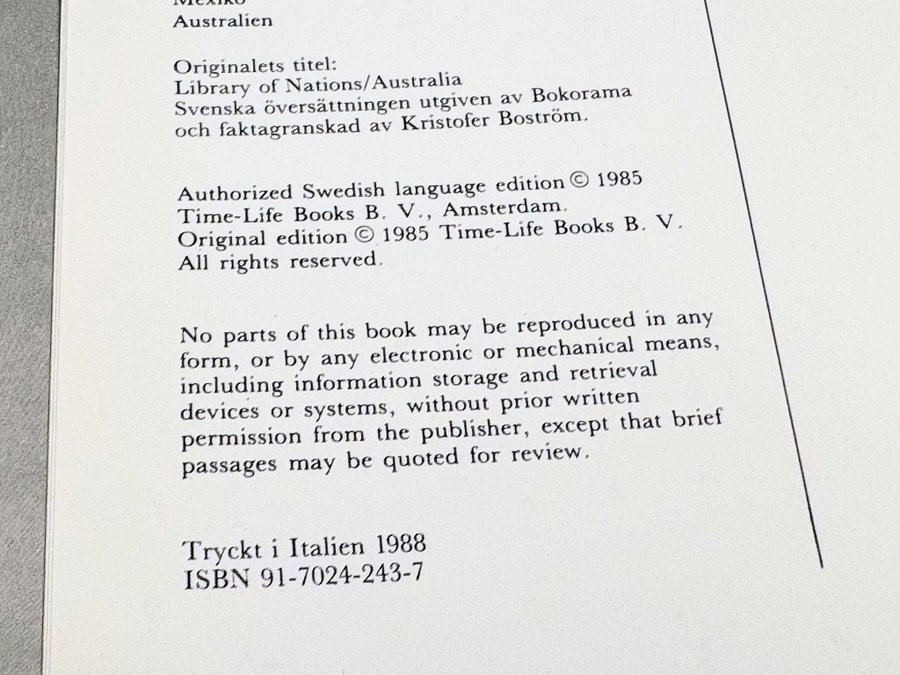 Mexiko
Australien
Originalets titel:
Library of Nations/Australia
Svenska översättningen utgiven av Bokorama
och faktagranskad av Kristofer Boström.
Authorized Swedish language edition © 1985
Time-Life Books B. V., Amsterdam.
Original edition © 1985 Time-Life Books B. V.
All rights reserved.
No parts of this book may be reproduced in any
form, or by any electronic or mechanical means,
including information storage and retrieval
devices or systems, without prior written
permission from the publisher, except that brief
passages may be quoted for review.
Tryckt i Italien 1988
ISBN 91-7024-243-7